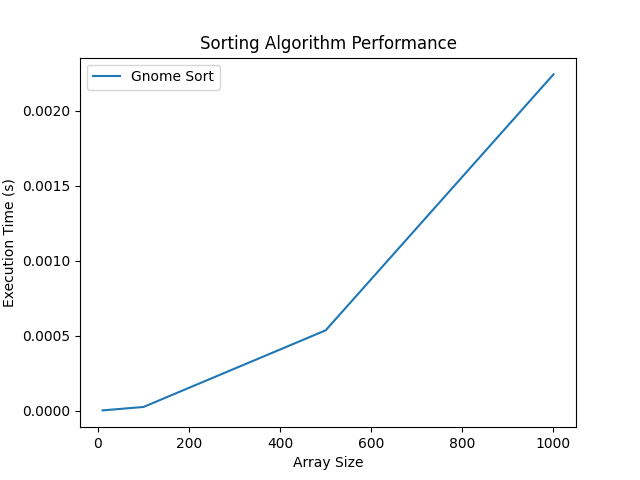 Sorting Algorithm Performance
Gnome Sort
Execution Time (s)
0.0020
0.0015
0.0010
0.0005
0.0000
0 200 400 600 800 1000
Array Size